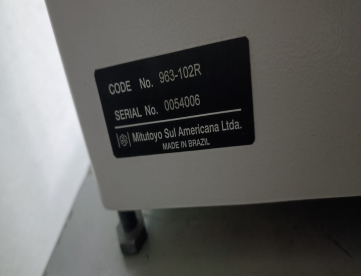 CODE No. 963-102R
SERIAL No. 0054006
Mitutoyo Sul Americana Ltda.
MADE IN BRAZIL